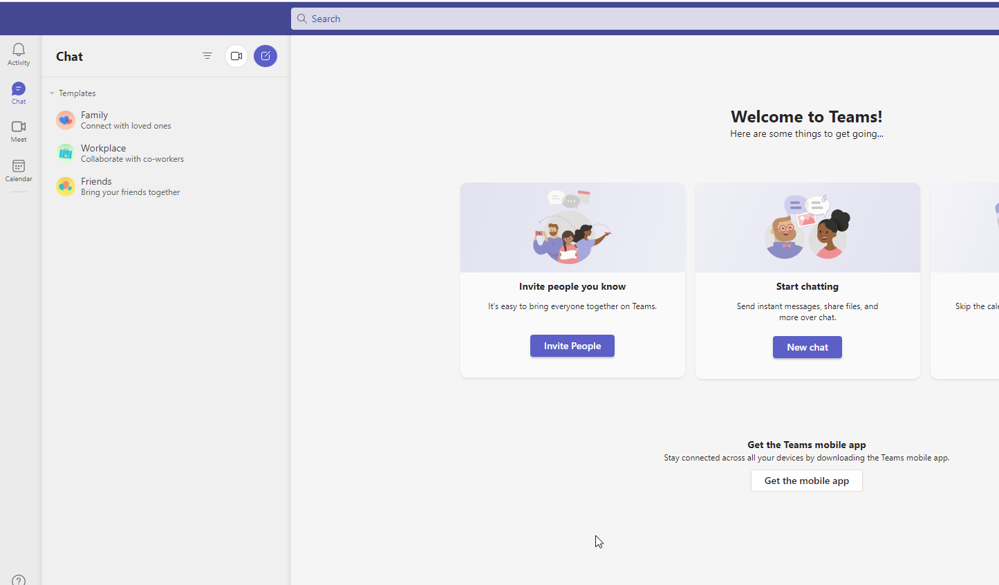 Search
Activity
Chat
Meet
Calendar
Chat
Templates
Family
Connect with loved ones
Workplace
Collaborate with co-workers
Friends
Bring your friends together
Welcome to Teams!
Here are some things to get going...
Invite people you know
It's easy to bring everyone together on Teams.
Invite People
Start chatting
Send instant messages, share files, and
more over chat.
New chat
Skip the cale
Get the Teams mobile app
Stay connected across all your devices by downloading the Teams mobile app.
Get the mobile app